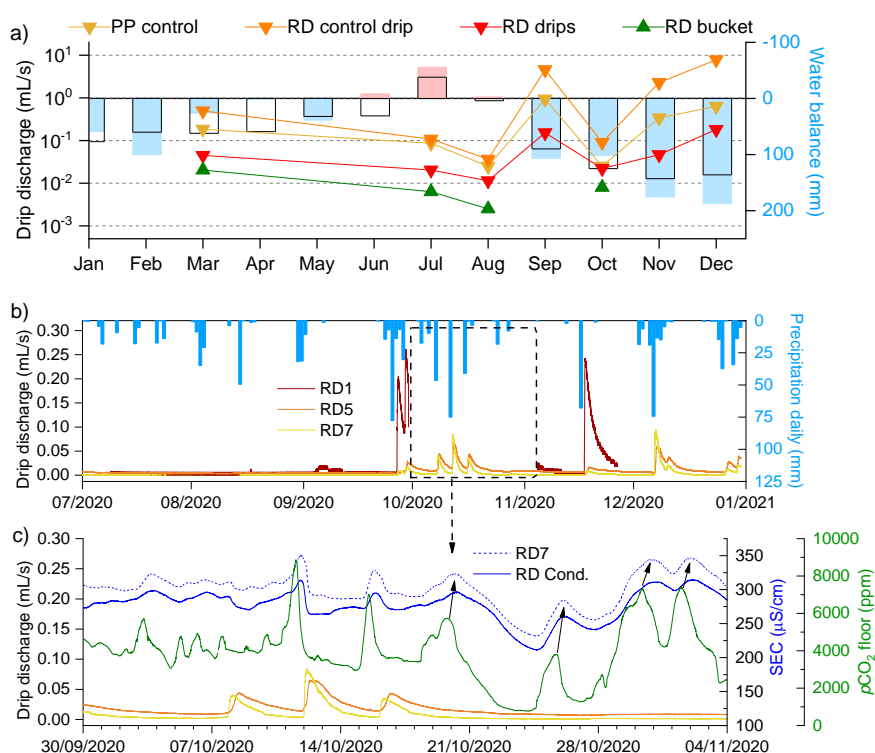 a)
PP control RD control drip RD drips RD bucket
Drip discharge (mL/s)
10¹
10⁰
10⁻¹
10⁻²
10⁻³
-100
0
100
200
Water balance (mm)
Jan Feb Mar Apr May Jun Jul Aug Sep Oct Nov Dec
b)
Drip discharge (mL/s)
0.30
0.25
0.20
0.15
0.10
0.05
0.00
RD1
RD5
RD7
0
25
50
75
100
125
Precipitation daily (mm)
07/2020 08/2020 09/2020 10/2020 11/2020 12/2020 01/2021
c)
Drip discharge (mL/s)
0.30
0.25
0.20
0.15
0.10
0.05
0.00
RD7
RD Cond.
350
300
250
200
150
100
SEC (µS/cm)
10000
8000
6000
4000
2000
0
pCO₂ floor (ppm)
30/09/2020 07/10/2020 14/10/2020 21/10/2020 28/10/2020 04/11/2020